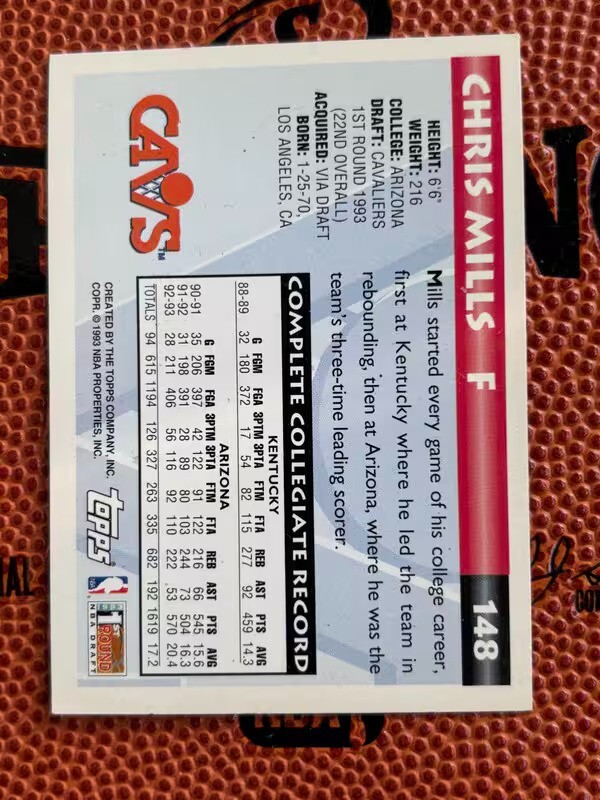 CHRIS MILLS F 148
HEIGHT: 6'6"
WEIGHT: 216
COLLEGE: ARIZONA
DRAFT: CAVALIERS
1ST ROUND 1993
(22ND OVERALL)
ACQUIRED: VIA DRAFT
BORN: 1-25-70,
LOS ANGELES, CA
CAVS TM
Mills started every game of his college career,
first at Kentucky where he led the team in
rebounding, then at Arizona, where he was the
team's three-time leading scorer.
COMPLETE COLLEGIATE RECORD
KENTUCKY
G FGM FGA 3PTM 3PTA FTM FTA REB AST PTS AVG
88-89 32 180 372 17 54 82 115 277 92 459 14.3
ARIZONA
G FGM FGA 3PTM 3PTA FTM FTA REB AST PTS AVG
90-91 35 206 397 42 122 91 122 216 66 545 15.6
91-92 31 198 391 28 89 80 103 244 73 504 16.3
92-93 28 211 406 56 116 92 110 222 53 570 20.4
TOTALS 94 615 1194 126 327 263 335 682 192 1619 17.2
CREATED BY THE TOPPS COMPANY, INC.
COPR. © 1993 NBA PROPERTIES, INC.
topps
NBA
1ST
ROUND
NBA DRAFT